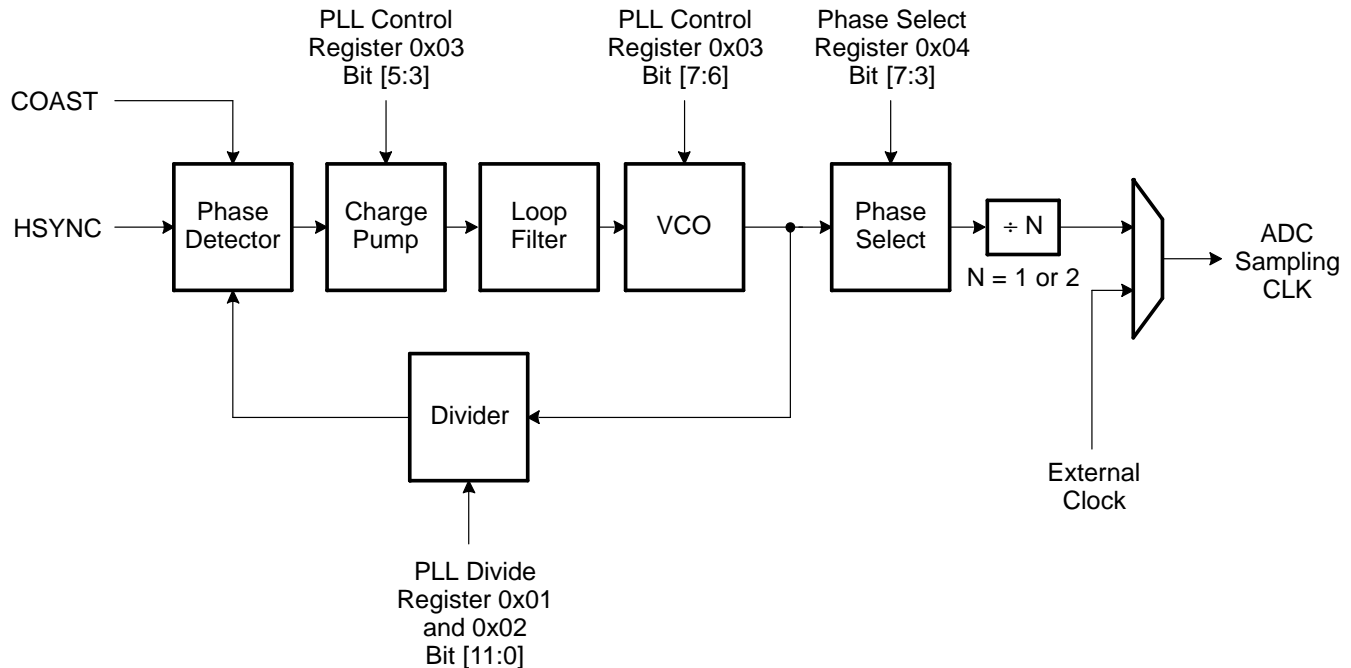 PLL Control
Register 0x03
Bit [5:3]
PLL Control
Register 0x03
Bit [7:6]
Phase Select
Register 0x04
Bit [7:3]
COAST
HSYNC
Phase
Detector
Charge
Pump
Loop
Filter
VCO
Phase
Select
÷ N
N = 1 or 2
ADC
Sampling
CLK
Divider
External
Clock
PLL Divide
Register 0x01
and 0x02
Bit [11:0]